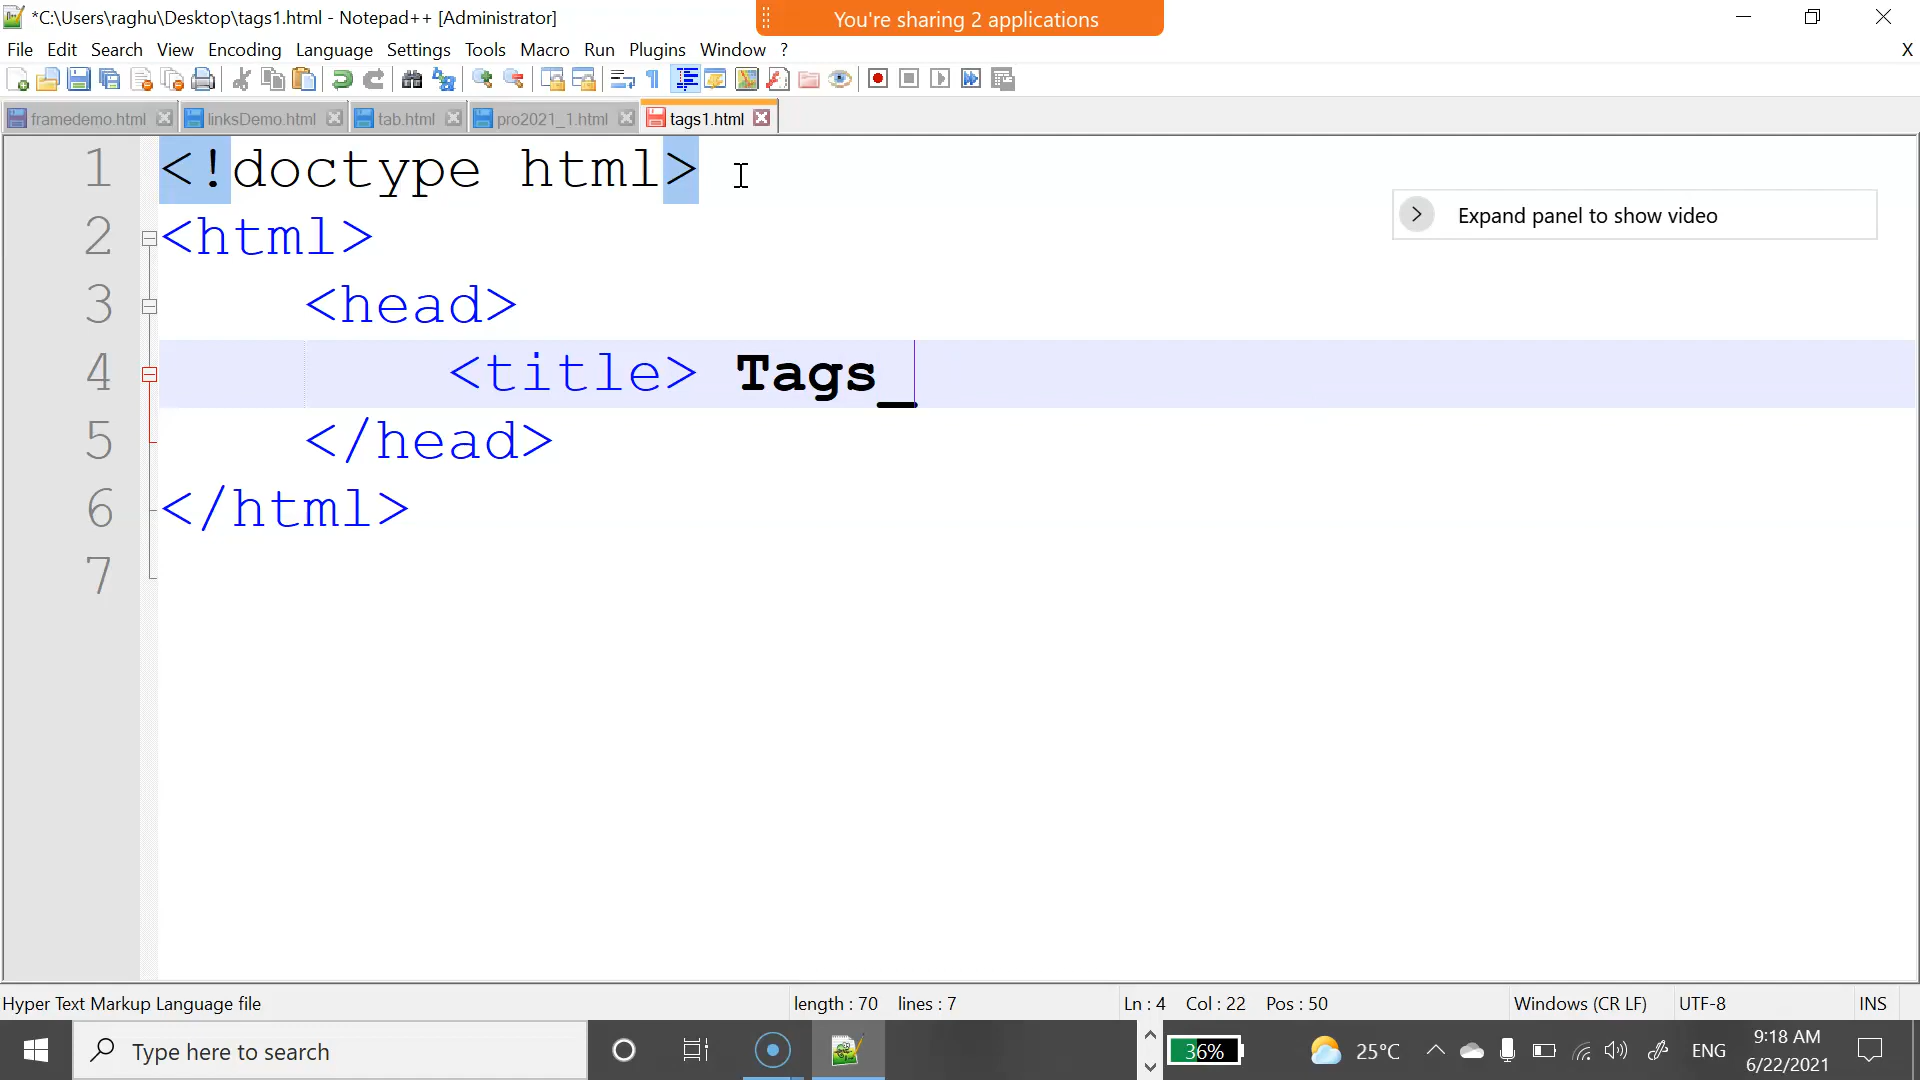 *C:\Users\raghu\Desktop\tags1.html - Notepad++ [Administrator]
You're sharing 2 applications
File Edit Search View Encoding Language Settings Tools Macro Run Plugins Window ?
X
framedemo.html linksDemo.html tab.html pro2021_1.html tags1.html
1 <!doctype html>
Expand panel to show video
2 <html>
3 <head>
4 <title> Tags_
5 </head>
6 </html>
7
Hyper Text Markup Language file length : 70 lines : 7 Ln : 4 Col : 22 Pos : 50 Windows (CR LF) UTF-8 INS
Type here to search 36% 25°C ENG 9:18 AM
6/22/2021